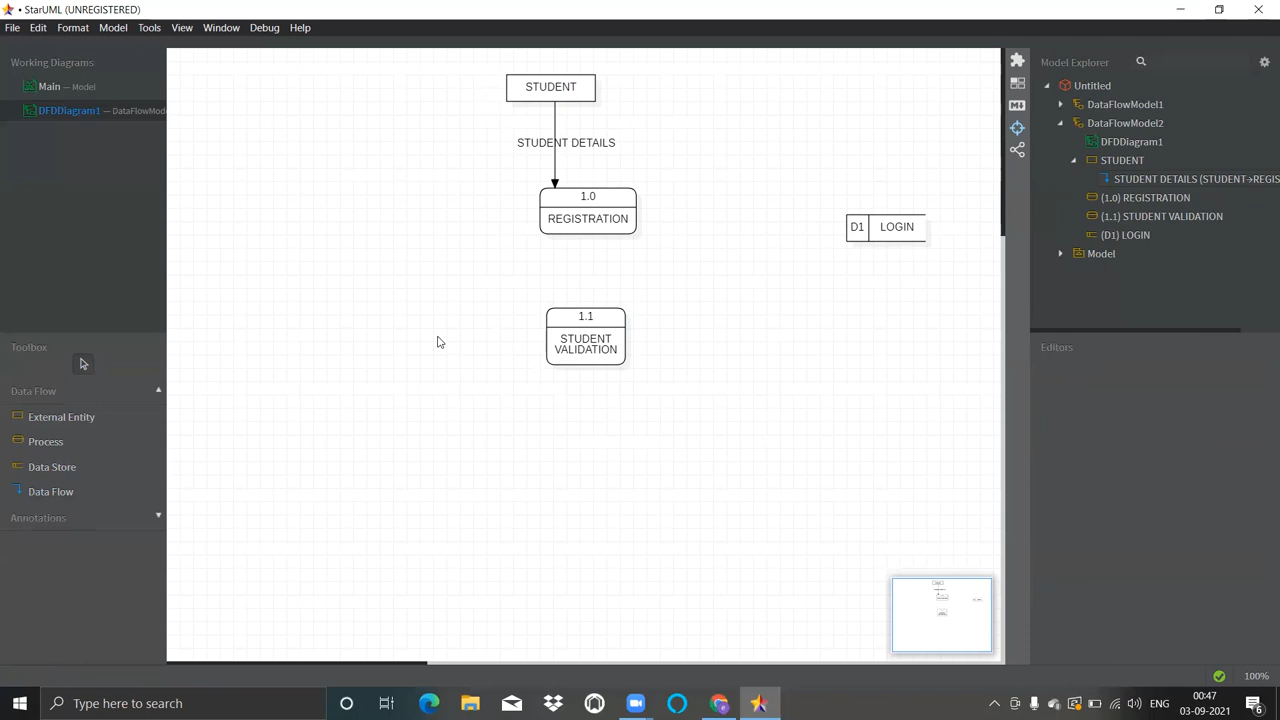 • StarUML (UNREGISTERED)
File Edit Format Model Tools View Window Debug Help
Working Diagrams
Main — Model
DFDDiagram1 — DataFlowMode
Toolbox
Data Flow
External Entity
Process
Data Store
Data Flow
Annotations
STUDENT
STUDENT DETAILS
1.0
REGISTRATION
D1 LOGIN
1.1
STUDENT
VALIDATION
Model Explorer
Untitled
DataFlowModel1
DataFlowModel2
DFDDiagram1
STUDENT
STUDENT DETAILS (STUDENT→REGIS
(1.0) REGISTRATION
(1.1) STUDENT VALIDATION
(D1) LOGIN
Model
Editors
100%
Type here to search
ENG
00:47
03-09-2021
6